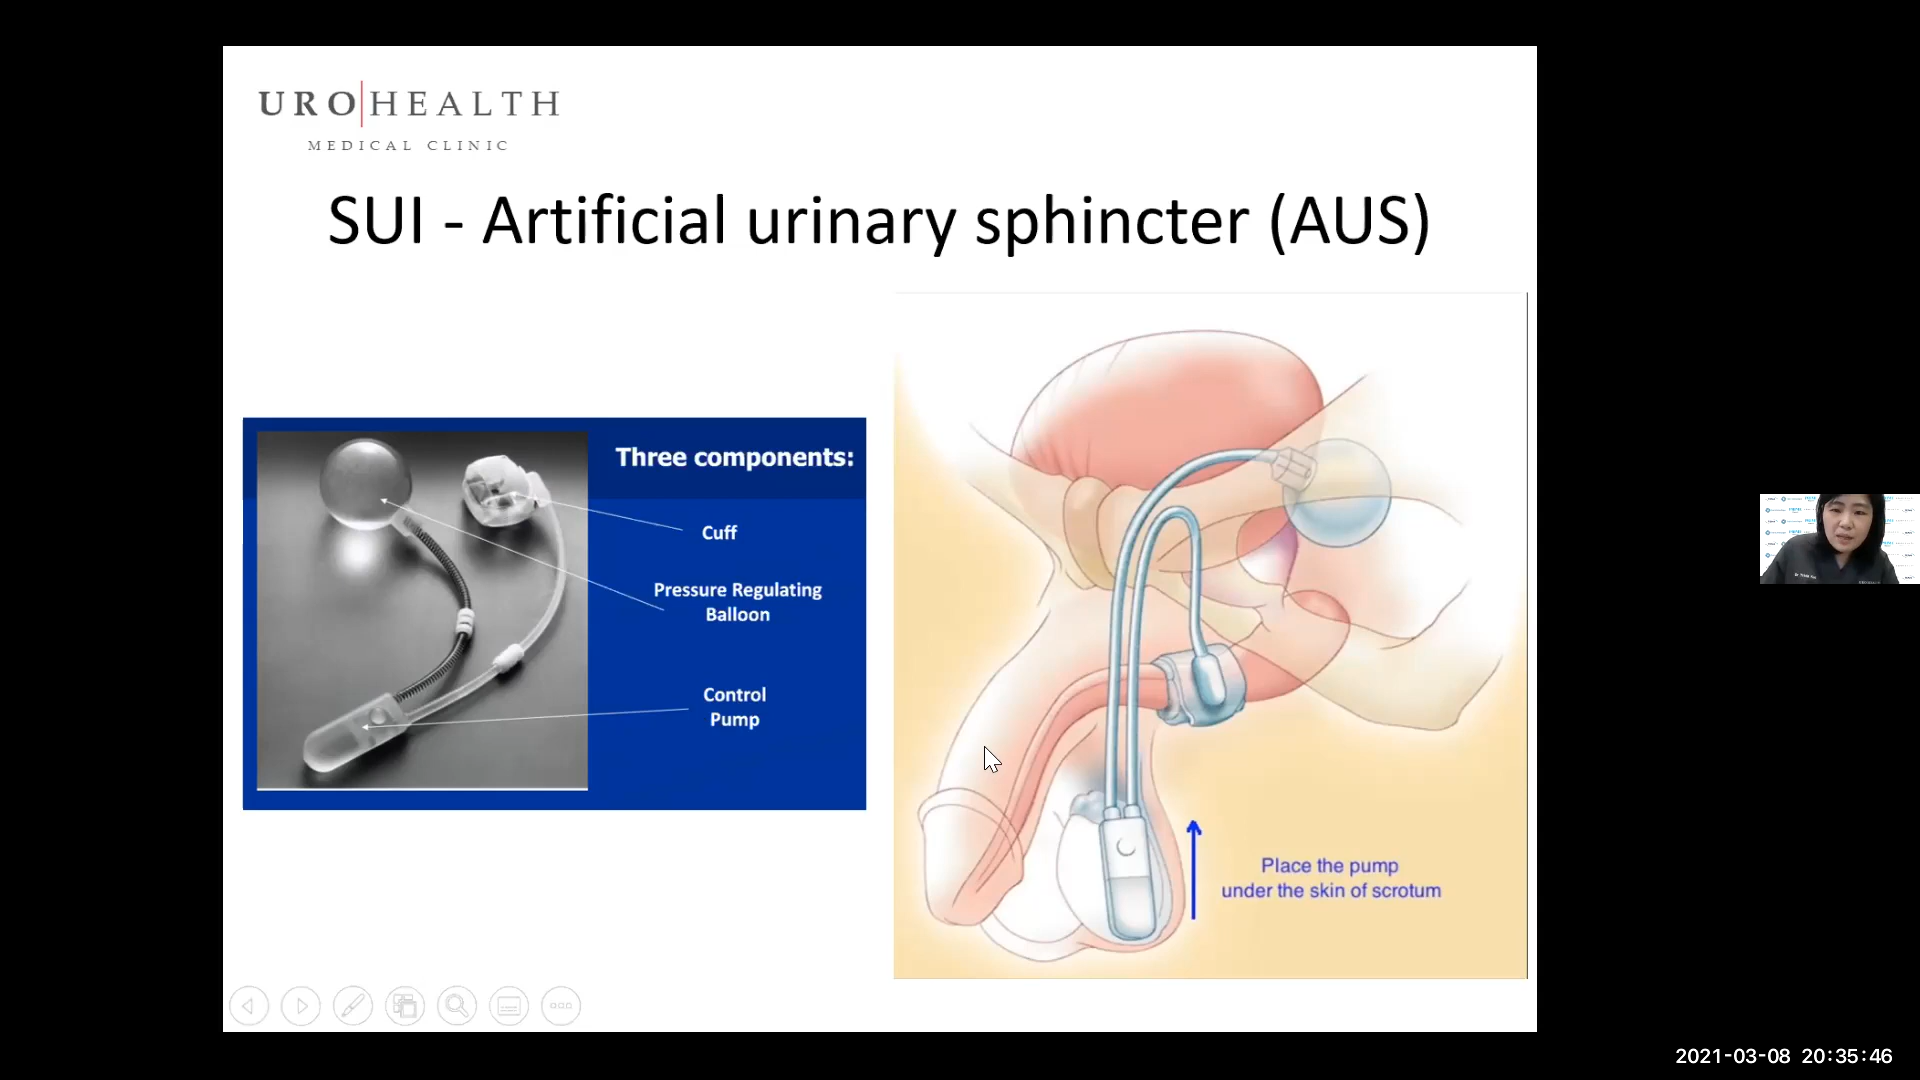 URO|HEALTH
MEDICAL CLINIC
SUI - Artificial urinary sphincter (AUS)
Three components:
Cuff
Pressure Regulating
Balloon
Control
Pump
Place the pump
under the skin of scrotum
2021-03-08 20:35:46